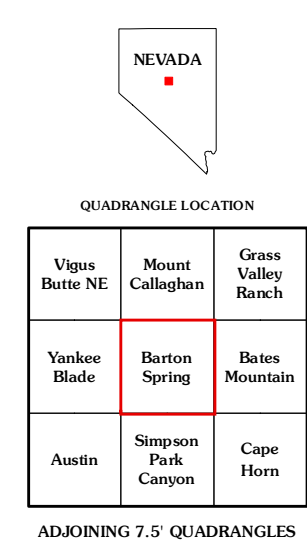 NEVADA
QUADRANGLE LOCATION
Vigus
Butte NE
Mount
Callaghan
Grass
Valley
Ranch
Yankee
Blade
Barton
Spring
Bates
Mountain
Austin
Simpson
Park
Canyon
Cape
Horn
ADJOINING 7.5' QUADRANGLES